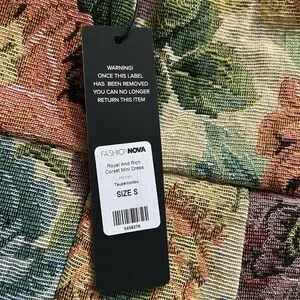 WARNING!
ONCE THIS LABEL
HAS BEEN REMOVED
YOU CAN NO LONGER
RETURN THIS ITEM
FASHIONNOVA
Royal And Rich
Corset Mini Dress
SIZE S